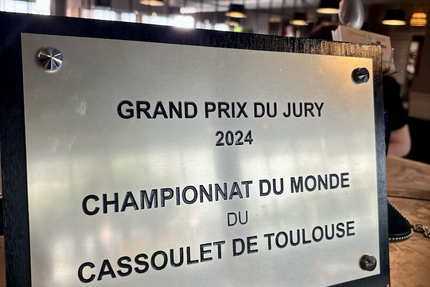 GRAND PRIX DU JURY
2024
CHAMPIONNAT DU MONDE
DU
CASSOULET DE TOULOUSE